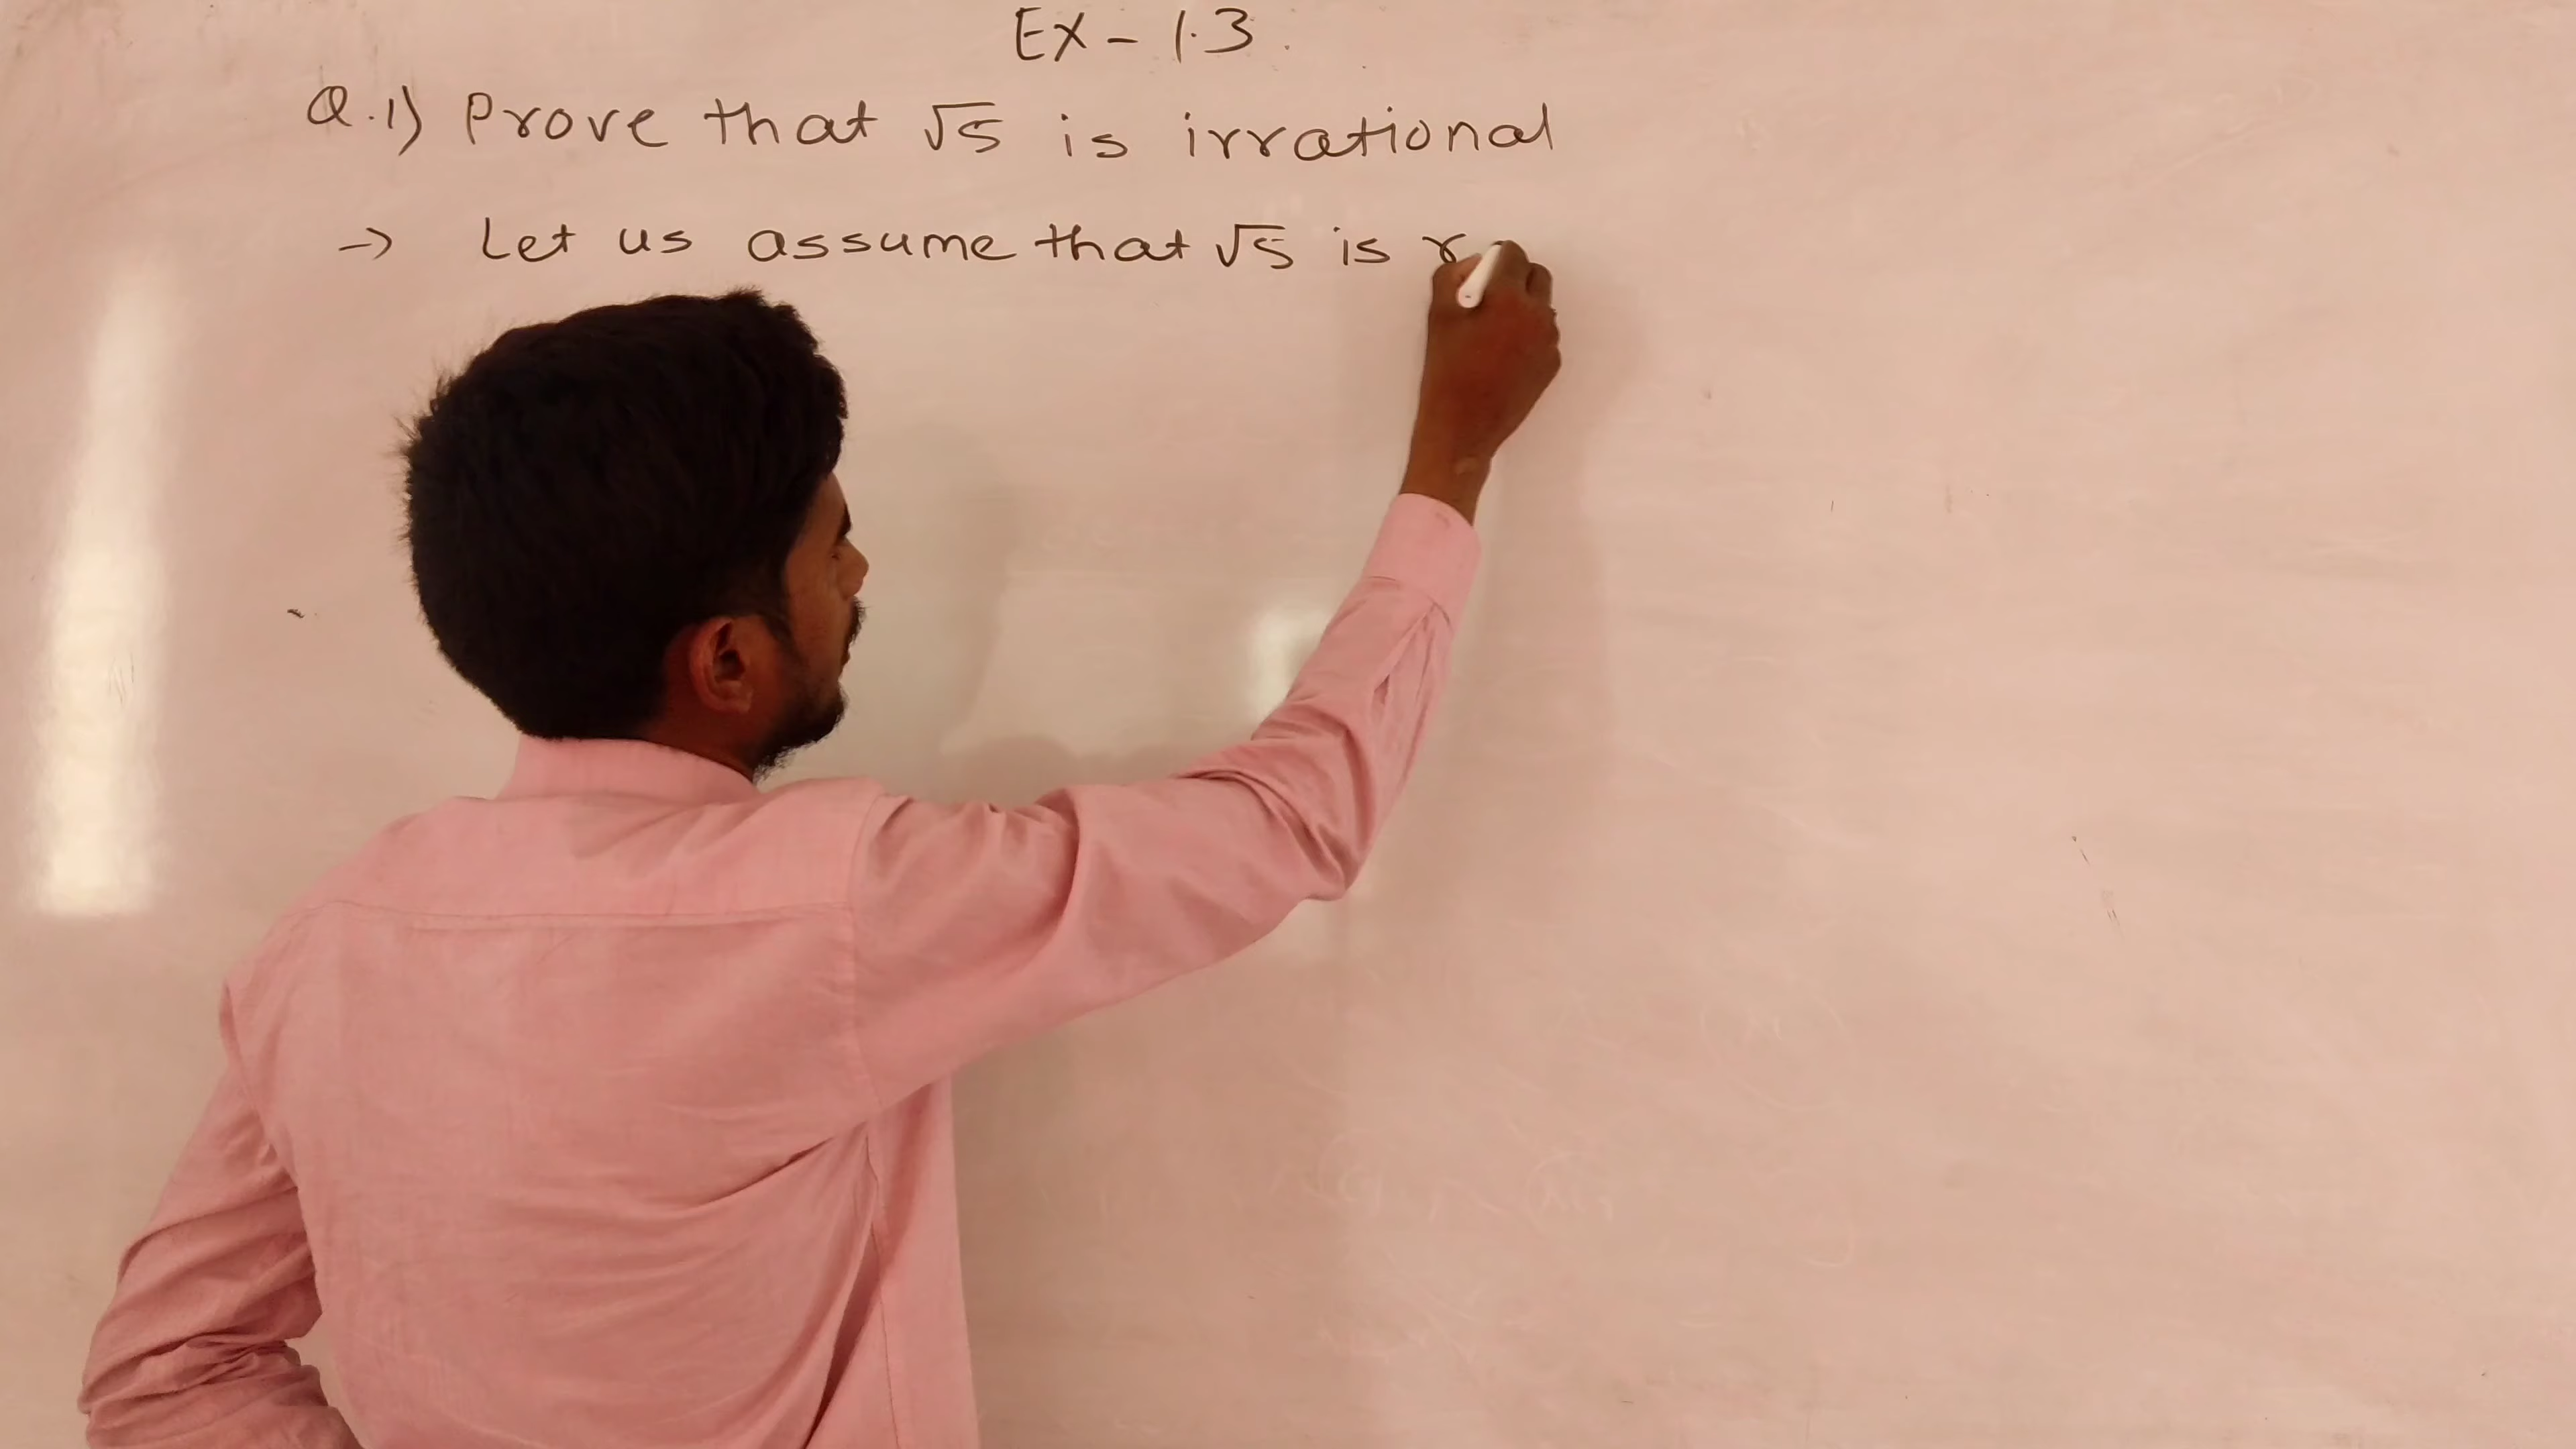 Ex - 1.3
Q.1) Prove that √5 is irrational
→ Let us assume that √5 is r